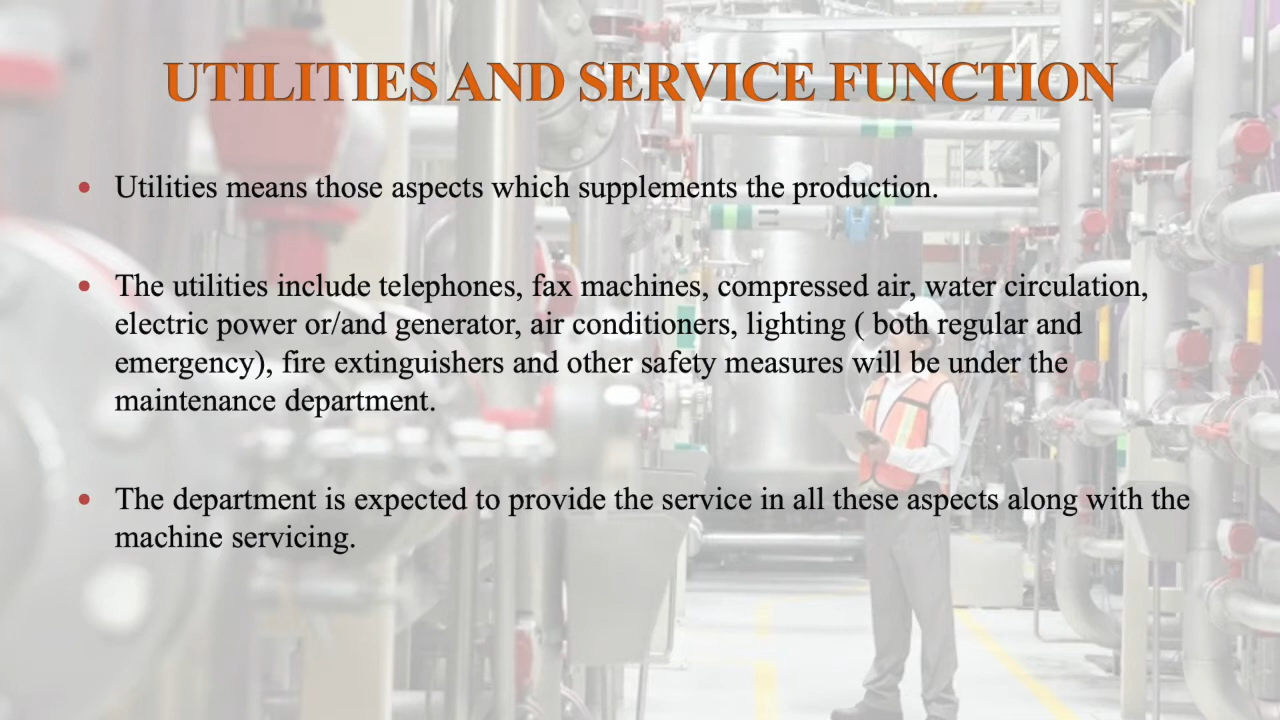 UTILITIES AND SERVICE FUNCTION
• Utilities means those aspects which supplements the production.
• The utilities include telephones, fax machines, compressed air, water circulation,
electric power or/and generator, air conditioners, lighting ( both regular and
emergency), fire extinguishers and other safety measures will be under the
maintenance department.
• The department is expected to provide the service in all these aspects along with the
machine servicing.